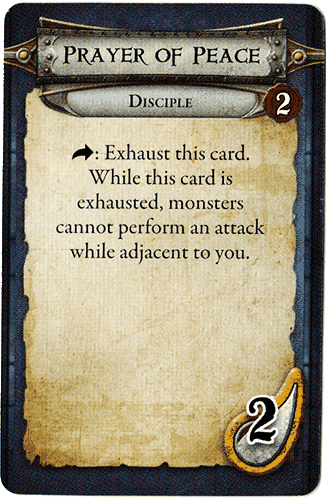 Prayer of Peace
Disciple
2
: Exhaust this card.
While this card is
exhausted, monsters
cannot perform an attack
while adjacent to you.
2